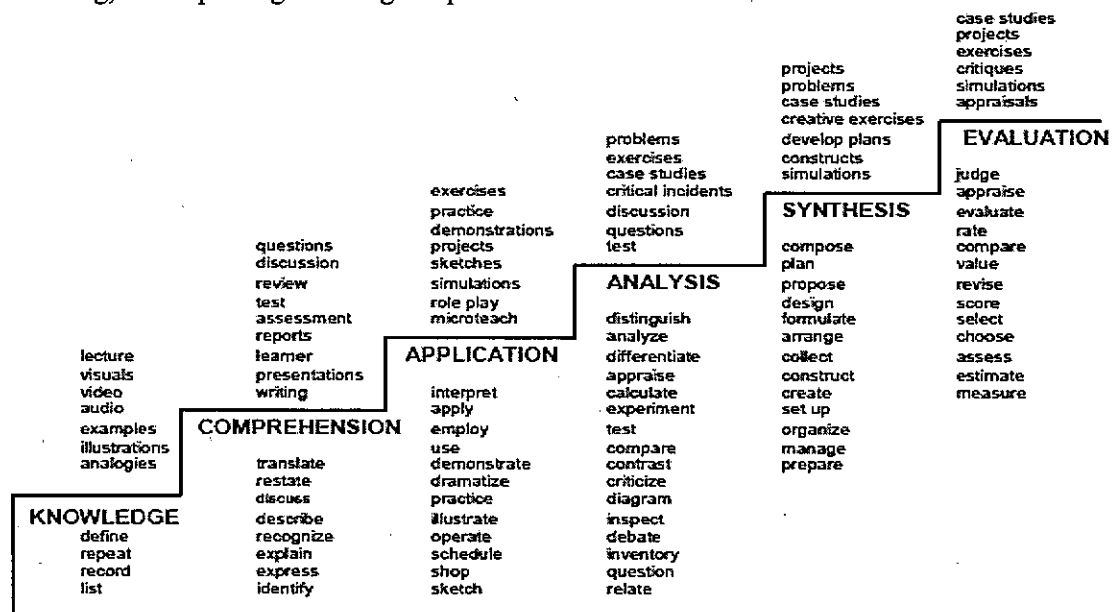 lecture
visuals
video
audio
examples
illustrations
analogies
KNOWLEDGE
define
repeat
record
list
questions
discussion
review
test
assessment
reports
learner
presentations
writing
COMPREHENSION
translate
restate
discuss
describe
recognize
explain
express
identify
exercises
practice
demonstrations
projects
sketches
simulations
role play
microteach
APPLICATION
interpret
apply
employ
use
demonstrate
dramatize
practice
illustrate
operate
schedule
shop
sketch
problems
exercises
case studies
critical incidents
discussion
questions
test
ANALYSIS
distinguish
analyze
differentiate
appraise
calculate
experiment
test
compare
contrast
criticize
diagram
inspect
debate
inventory
question
relate
projects
problems
case studies
creative exercises
develop plans
constructs
simulations
SYNTHESIS
compose
plan
propose
design
formulate
arrange
collect
construct
create
set up
organize
manage
prepare
case studies
projects
exercises
critiques
simulations
appraisals
EVALUATION
judge
appraise
evaluate
rate
compare
value
revise
score
select
choose
assess
estimate
measure